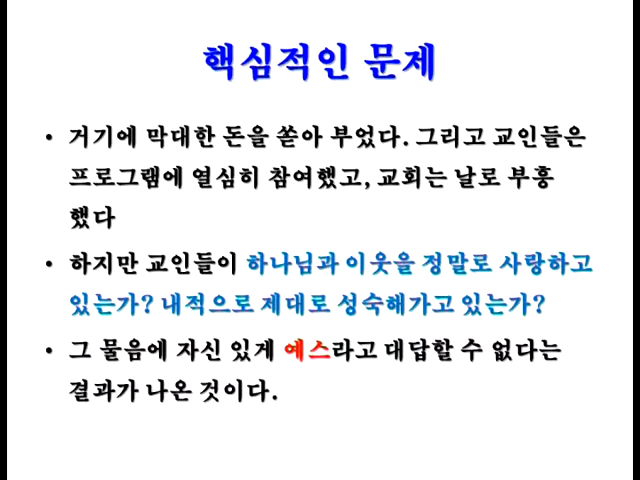 핵심적인 문제
• 거기에 막대한 돈을 쏟아 부었다. 그리고 교인들은
프로그램에 열심히 참여했고, 교회는 날로 부흥
했다
• 하지만 교인들이 하나님과 이웃을 정말로 사랑하고
있는가? 내적으로 제대로 성숙해가고 있는가?
• 그 물음에 자신 있게 예스라고 대답할 수 없다는
결과가 나온 것이다.